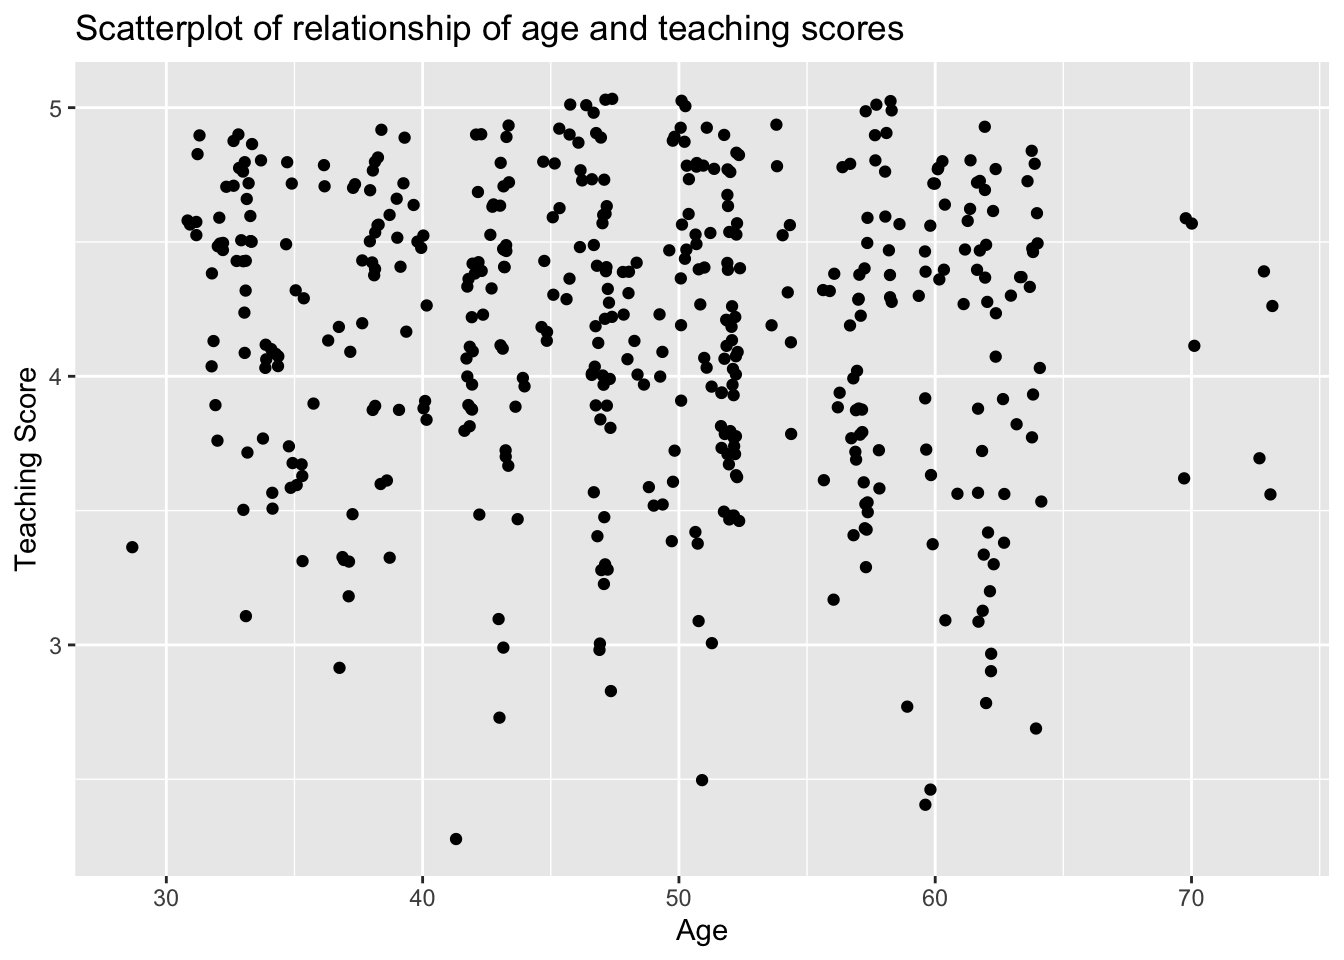 Scatterplot of relationship of age and teaching scores
5
4
3
Teaching Score
30 40 50 60 70
Age